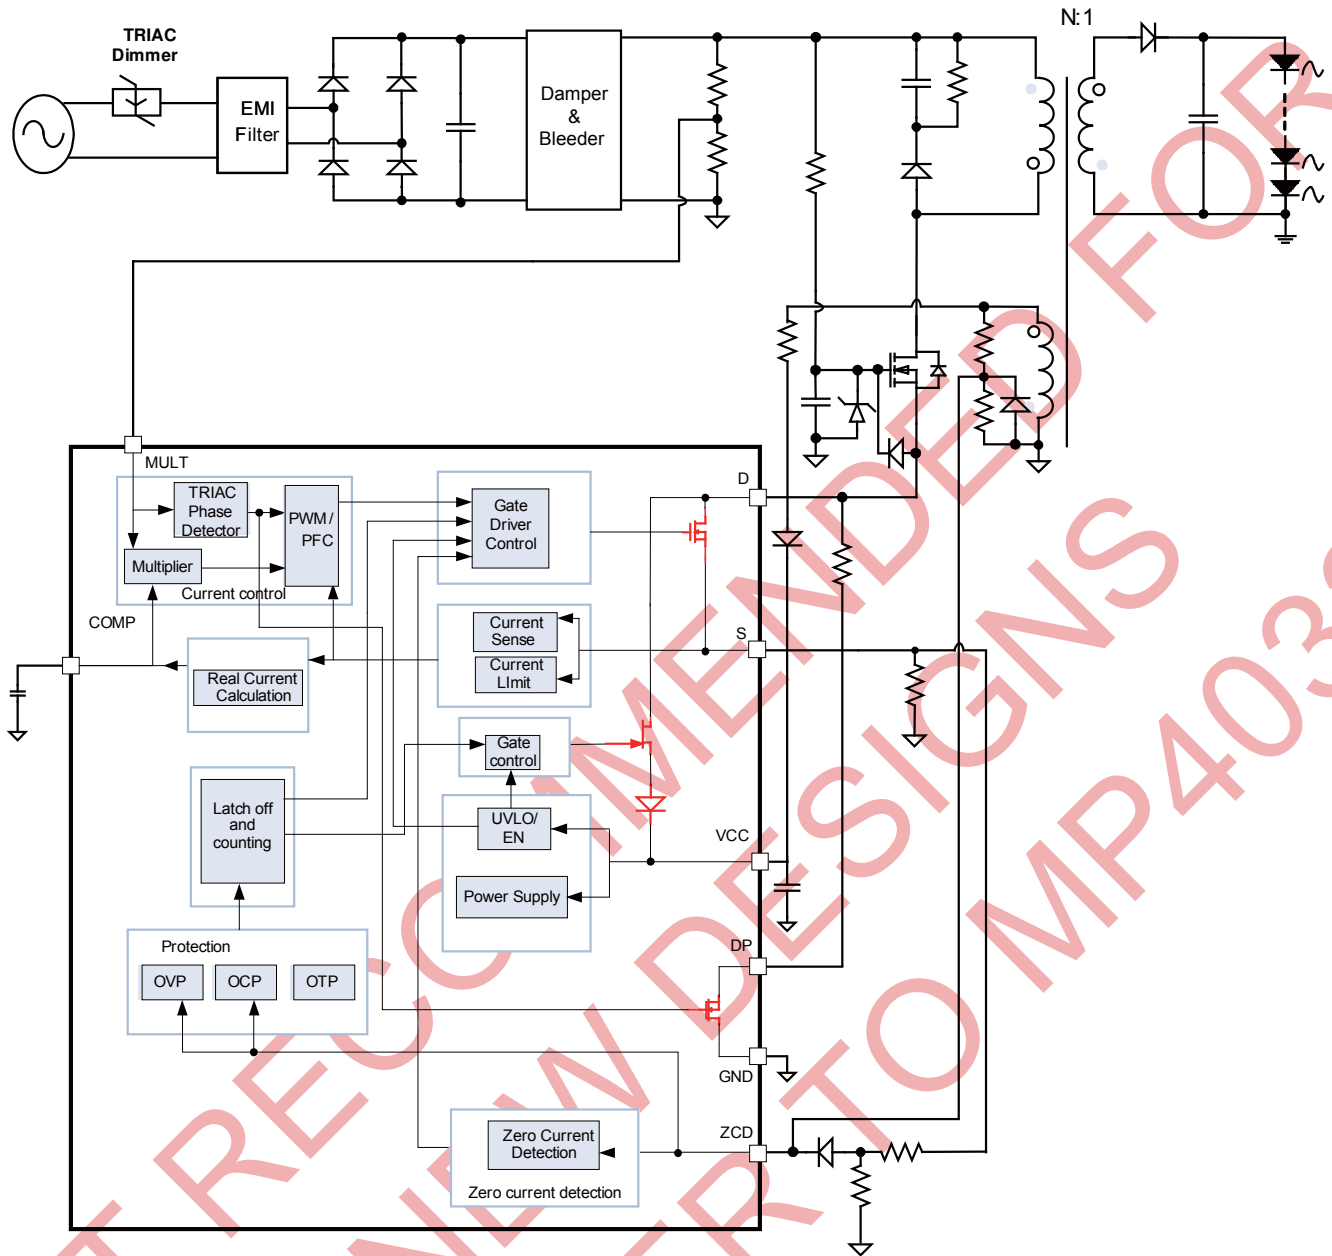 N:1
TRIAC
Dimmer
EMI
Filter
Damper
&
Bleeder
MULT
TRIAC
Phase
Detector
PWM /
PFC
Multiplier
Current control
Gate
Driver
Control
D
COMP
Current
Sense
Current
LImit
S
Real Current
Calculation
Gate
control
Latch off
and
counting
UVLO/
EN
VCC
Power Supply
Protection
OVP
OCP
OTP
DP
GND
ZCD
Zero Current
Detection
Zero current detection
T RECOMMENDED FOR
NEW DESIGNS
ER TO MP403